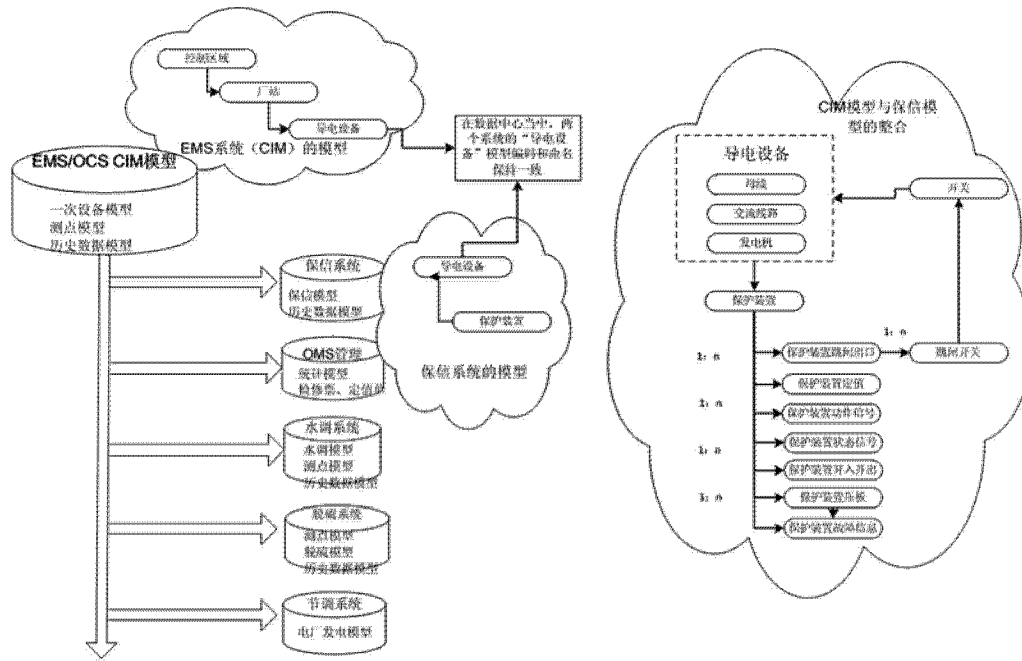 控制区域
厂站
导电设备
EMS系统（CIM）的模型
在数据中心当中，两
个系统的“导电设
备”模型编码和命名
保持一致
EMS/OCS CIM模型
一次设备模型
测点模型
历史数据模型
保信系统
保信模型
历史数据模型
OMS管理
统计模型
检修票、定值单
水调系统
水调模型
测点模型
历史数据模型
脱硫系统
测点模型
脱硫模型
历史数据模型
节调系统
电厂发电模型
导电设备
保护装置
保信系统的模型
CIM模型与保信模
型的整合
导电设备
母线
交流线路
发电机
开关
保护装置
1：n
1：n
保护装置跳闸出口
跳闸开关
保护装置定值
1：n
保护装置动作信号
保护装置状态信号
1：n
保护装置开入开出
1：n
保护装置压板
保护装置故障信息